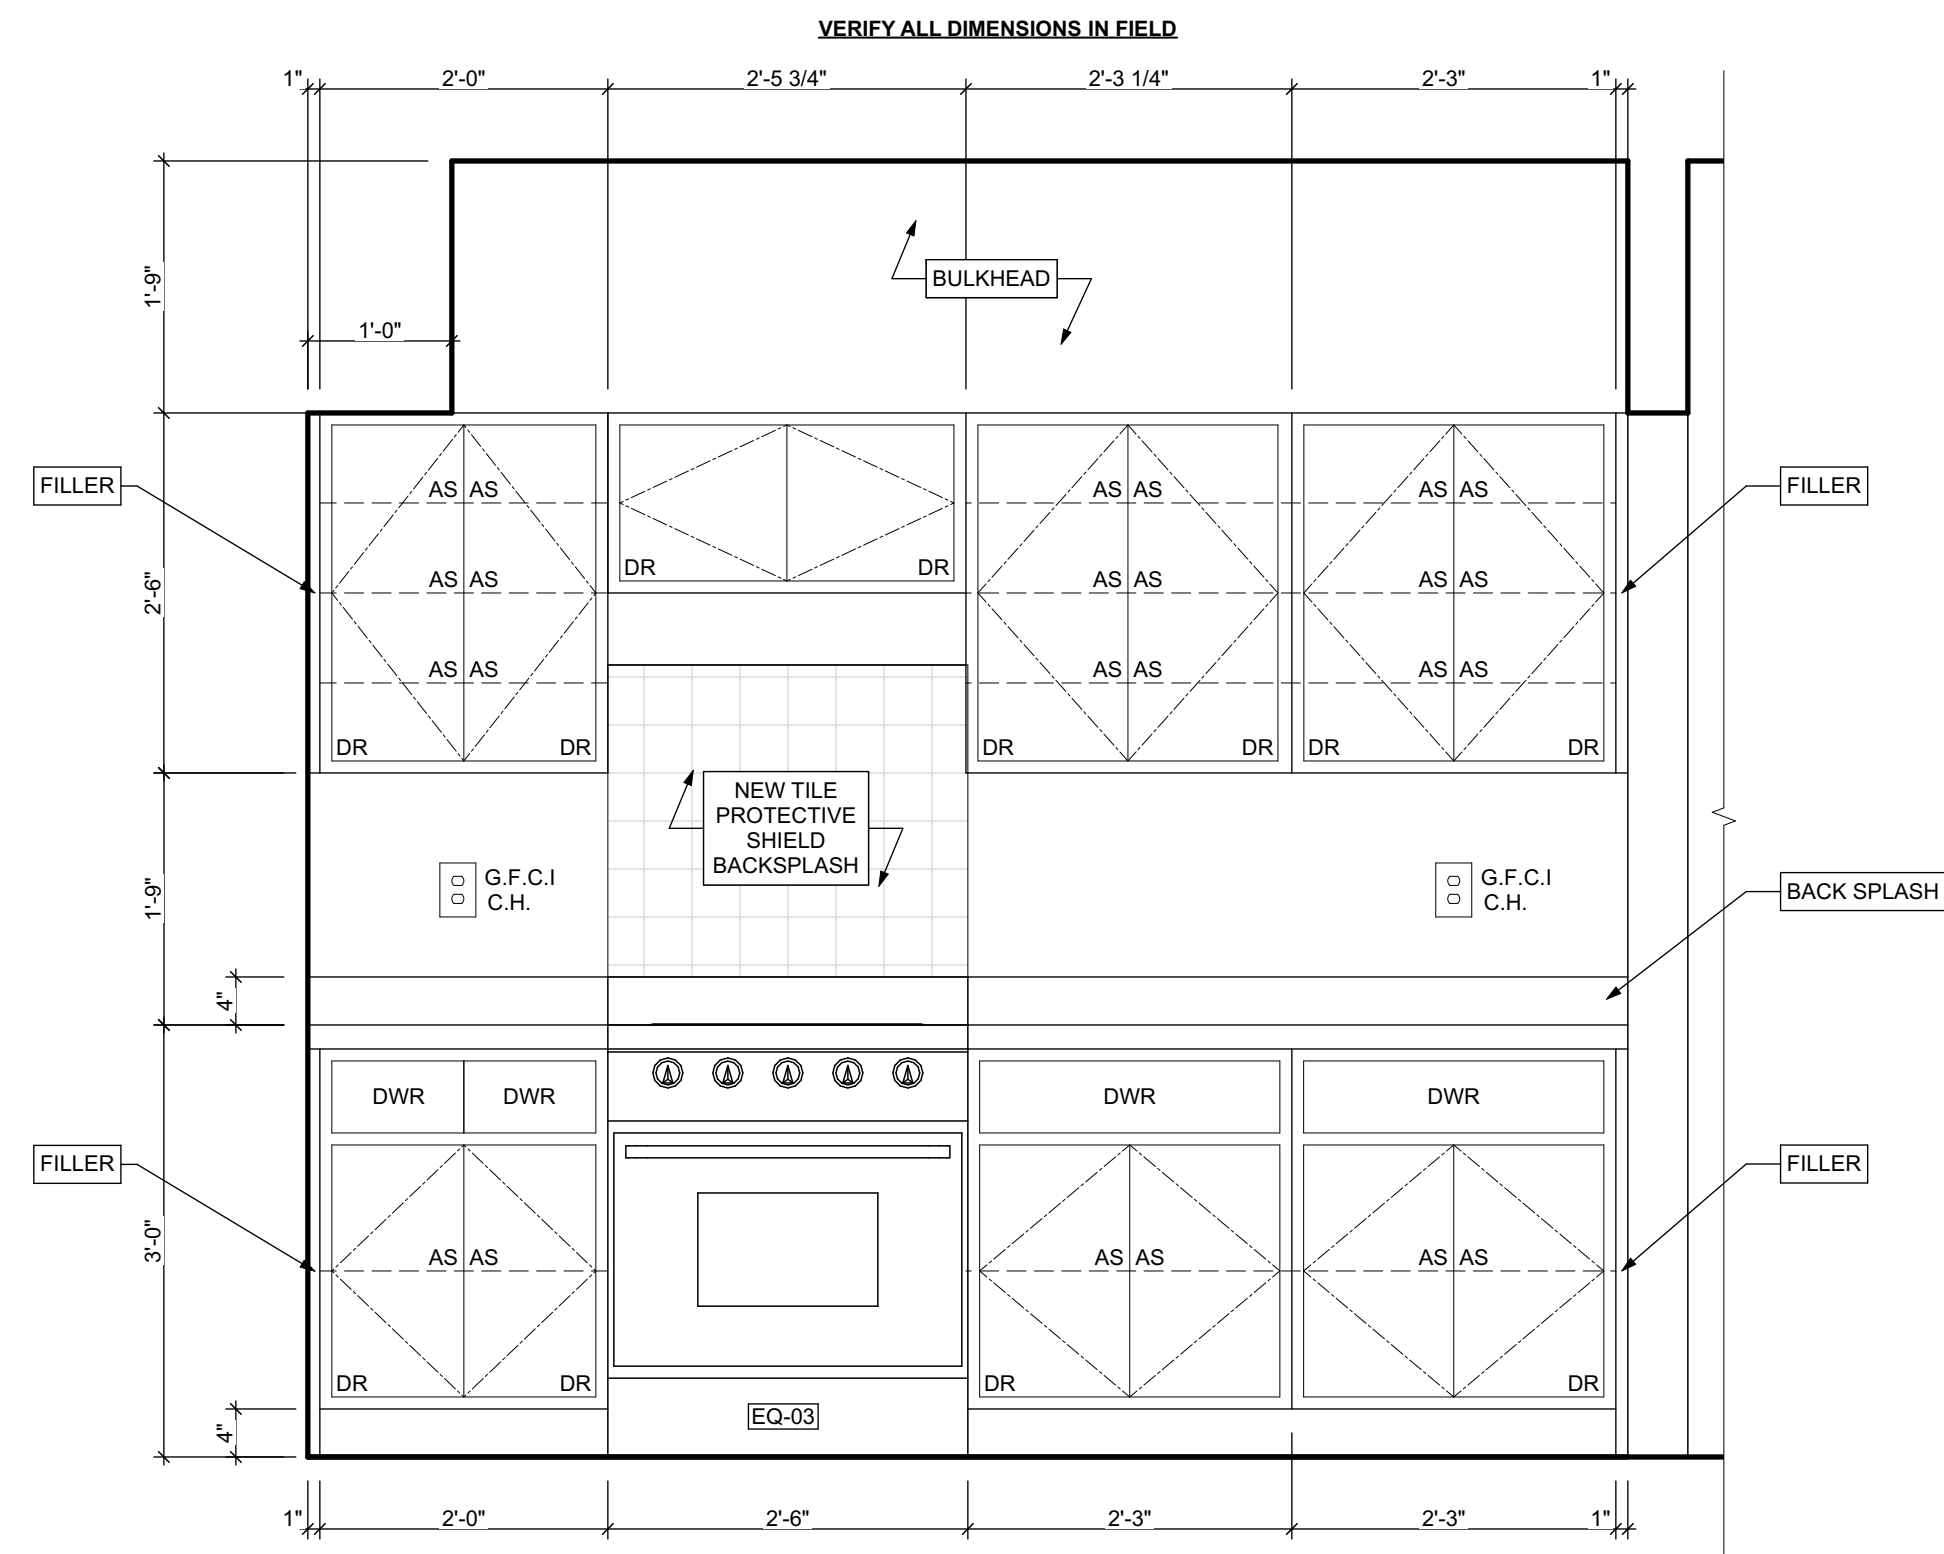 VERIFY ALL DIMENSIONS IN FIELD
1" 2'-0" 2'-5 3/4" 2'-3 1/4" 2'-3" 1"
1'-9"
BULKHEAD
1'-0"
FILLER
FILLER
AS AS
AS AS
AS AS
DR DR
2'-6"
AS AS
AS AS
AS AS
AS AS
AS AS
AS AS
DR DR
DR DR
DR DR
NEW TILE
PROTECTIVE
SHIELD
BACKSPLASH
1'-9"
G.F.C.I
C.H.
G.F.C.I
C.H.
BACK SPLASH
4"
DWR DWR
DWR
DWR
FILLER
FILLER
3'-0"
AS AS
AS AS
AS AS
DR DR
DR
DR
EQ-03
4"
1" 2'-0" 2'-6" 2'-3" 2'-3" 1"